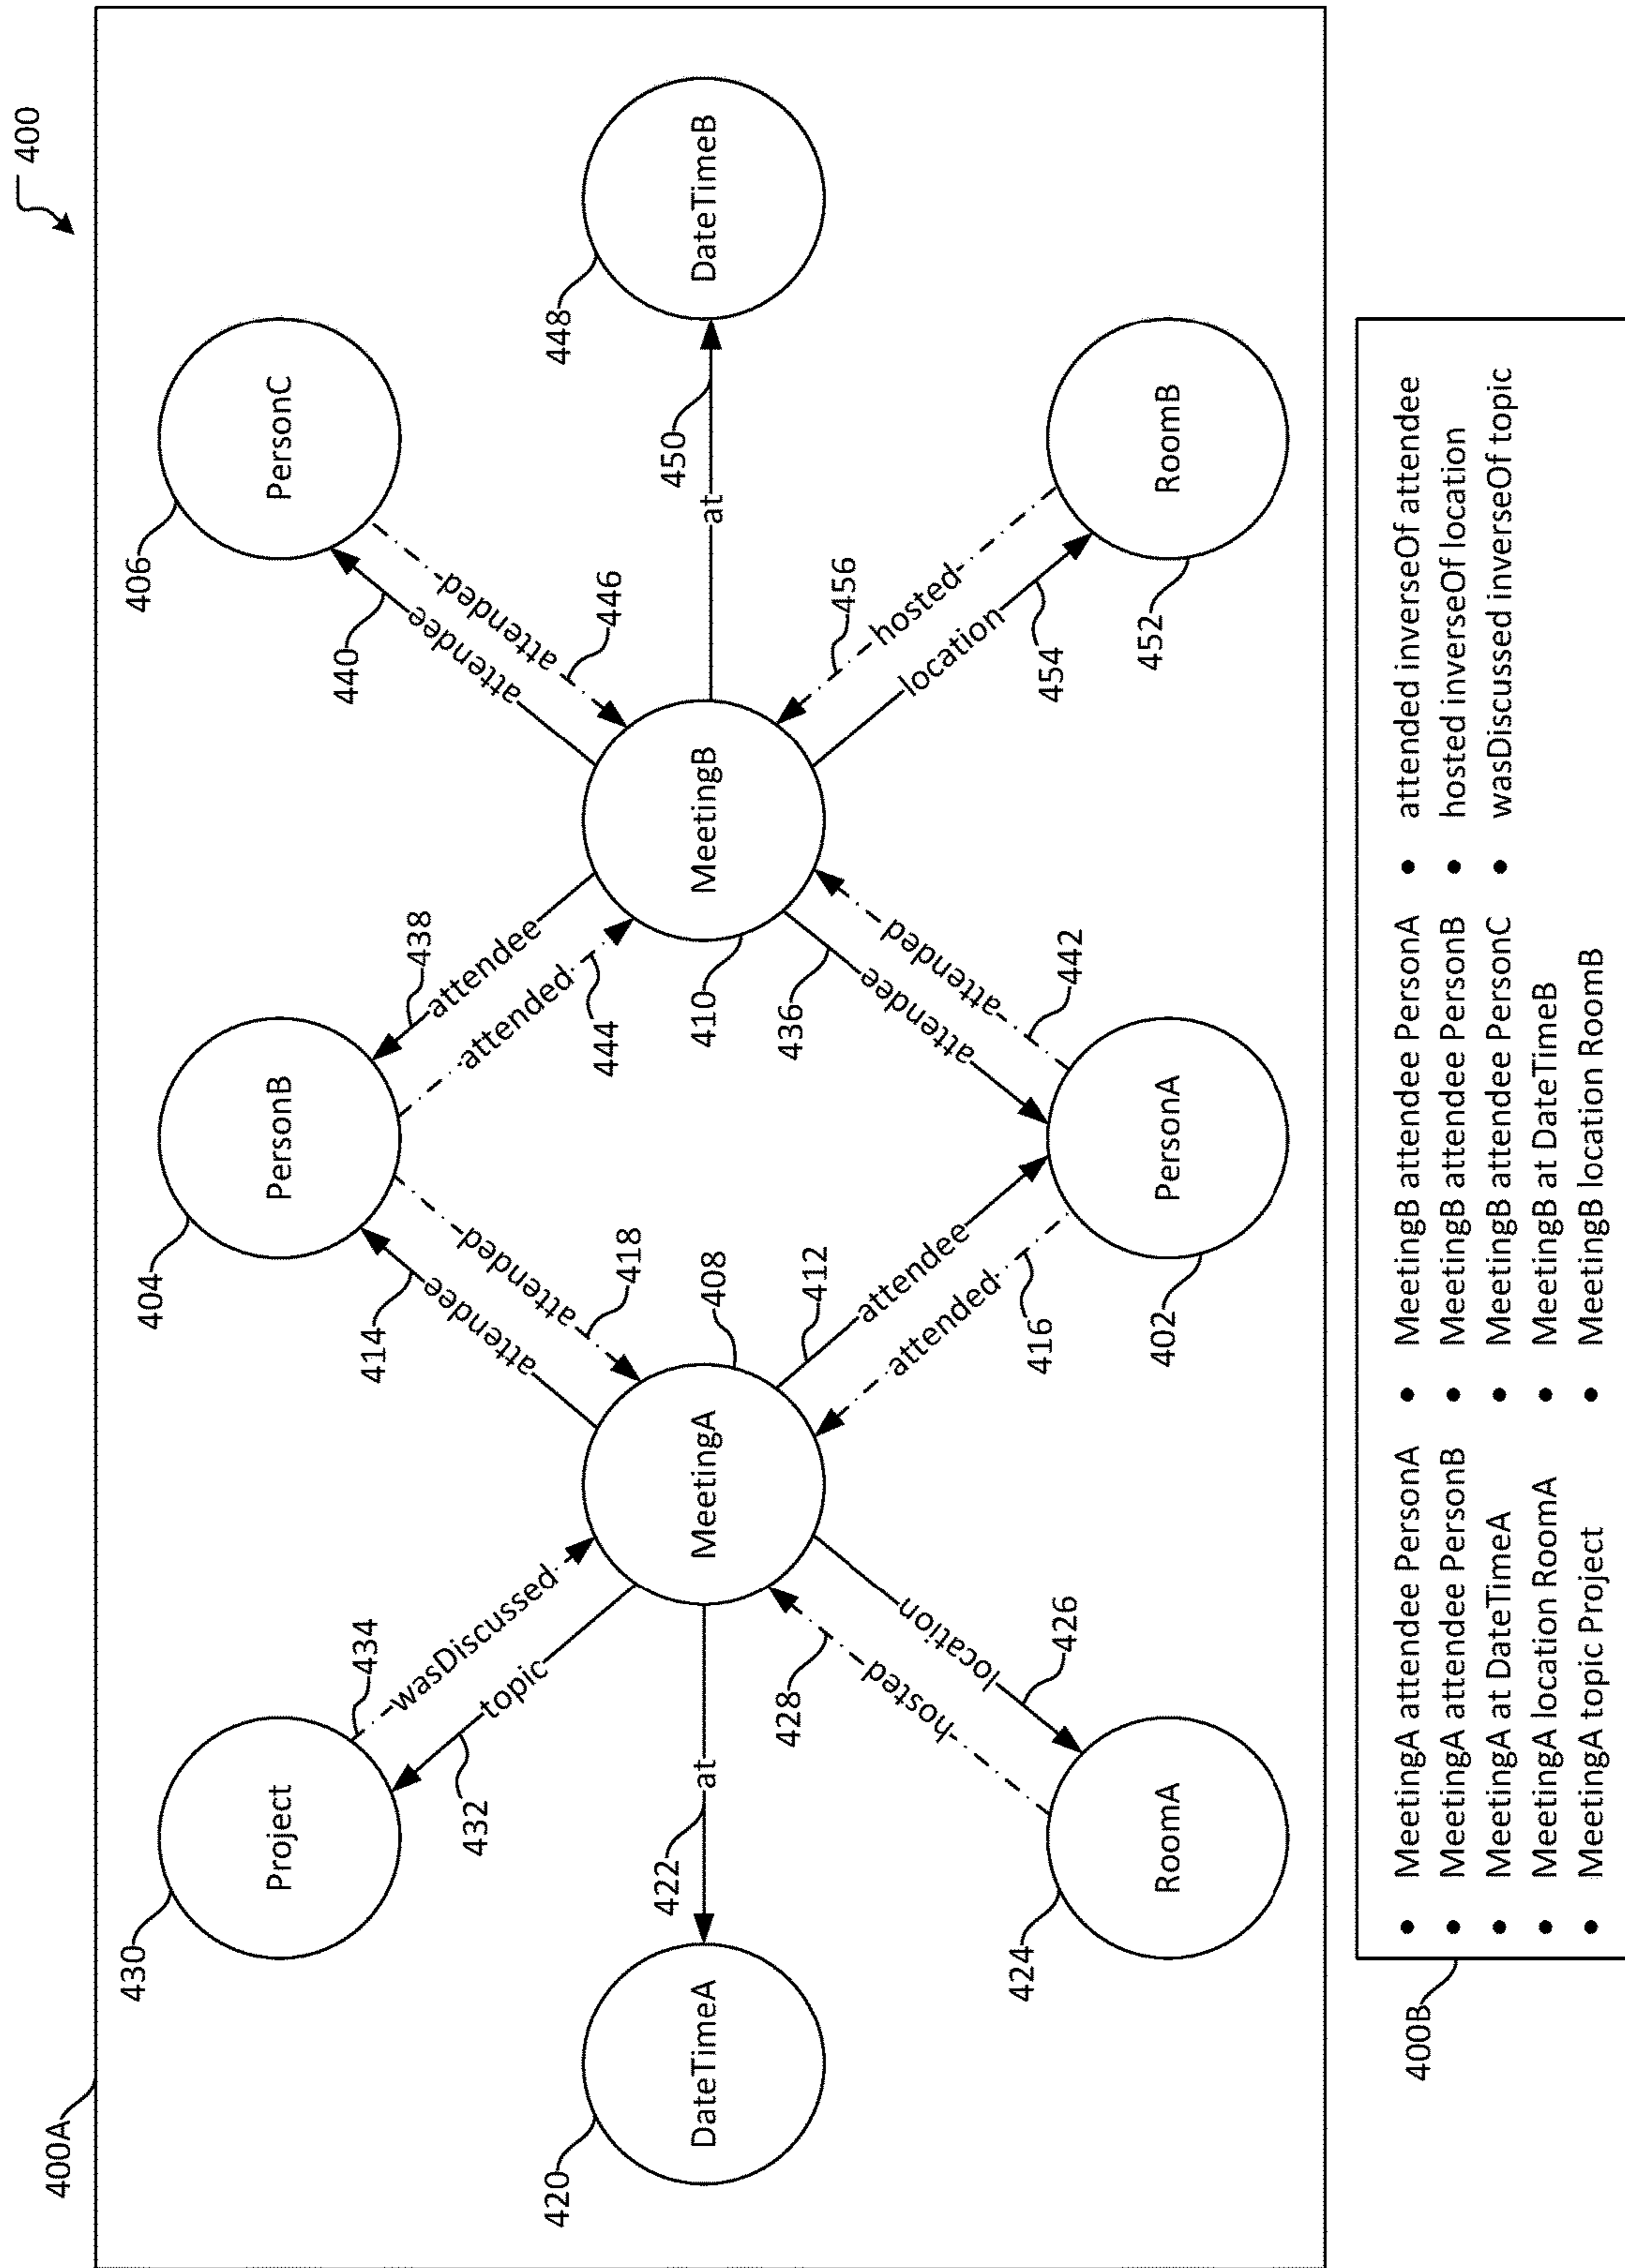 400
400A
430
Project
434
wasDiscussed
topic
432
404
PersonB
414
attendee
attended
418
438
attendee
attended
444
406
PersonC
440
attendee
attended
446
420
DateTimeA
422
at
MeetingA
408
410
MeetingB
at
450
448
DateTimeB
424
RoomA
428
hosted
location
426
412
attendee
attended
416
402
PersonA
436
attendee
attended
442
456
hosted
location
454
452
RoomB
400B
• MeetingA attendee PersonA
• MeetingA attendee PersonB
• MeetingA at DateTimeA
• MeetingA location RoomA
• MeetingA topic Project
• MeetingB attendee PersonA
• MeetingB attendee PersonB
• MeetingB attendee PersonC
• MeetingB at DateTimeB
• MeetingB location RoomB
• attended inverseOf attendee
• hosted inverseOf location
• wasDiscussed inverseOf topic